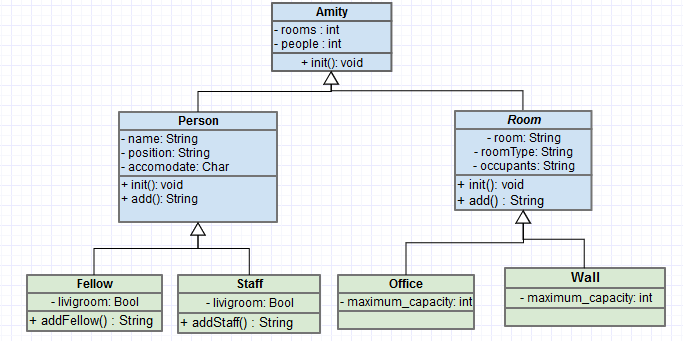 Amity
- rooms : int
- people : int
+ init(): void
Person
- name: String
- position: String
- accomodate: Char
+ init(): void
+ add(): String
Room
- room: String
- roomType: String
- occupants: String
+ init(): void
+ add() : String
Fellow
- livigroom: Bool
+ addFellow() : String
Staff
- livigroom: Bool
+ addStaff() : String
Office
- maximum_capacity: int
Wall
- maximum_capacity: int